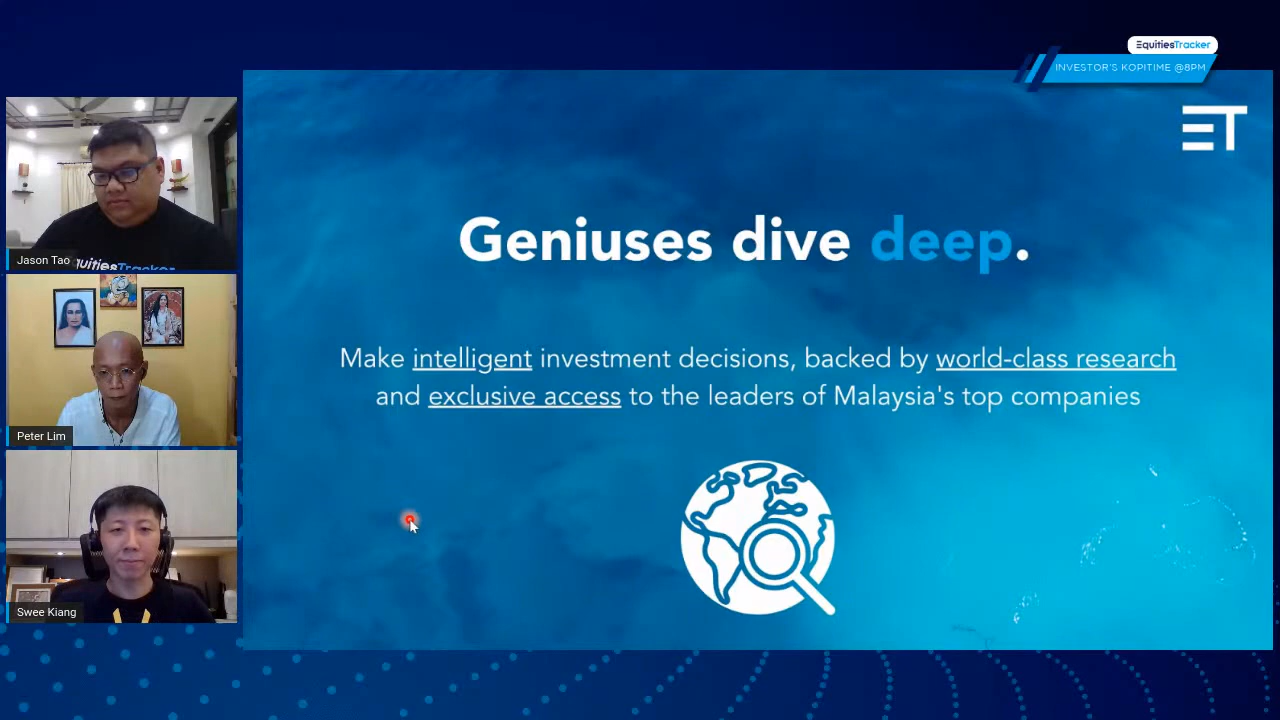 EquitiesTracker
INVESTOR'S KOPITIME @8PM
ET
Geniuses dive deep.
Make intelligent investment decisions, backed by world-class research
and exclusive access to the leaders of Malaysia's top companies
Jason Tao
quitiesTracker
Peter Lim
Swee Kiang